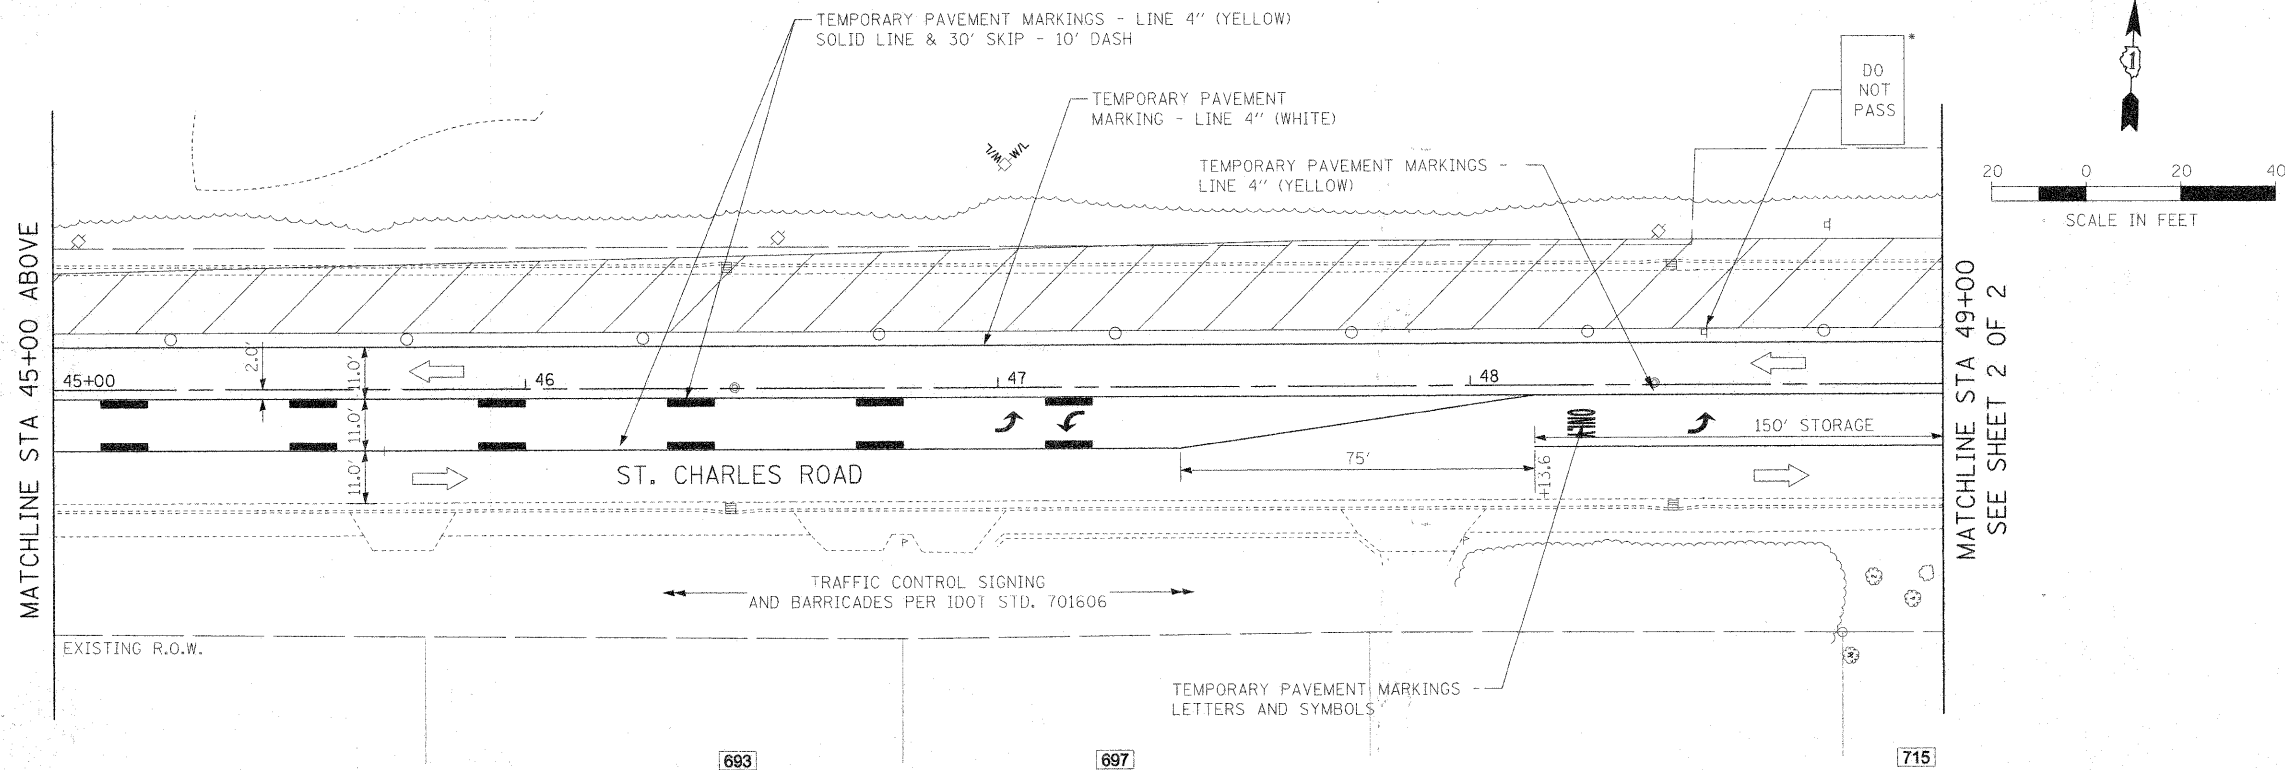 TEMPORARY PAVEMENT MARKINGS - LINE 4" (YELLOW)
SOLID LINE & 30' SKIP - 10' DASH
TEMPORARY PAVEMENT
MARKING - LINE 4" (WHITE)
TEMPORARY PAVEMENT MARKINGS -
LINE 4" (YELLOW)
DO
NOT
PASS
*
1
20 0 20 40
SCALE IN FEET
W/L W/L
MATCHLINE STA 45+00 ABOVE
MATCHLINE STA 49+00
SEE SHEET 2 OF 2
2.0'
11.0'
11.0'
11.0'
45+00
46
47
48
ONLY
150' STORAGE
75'
+13.6
ST. CHARLES ROAD
P
P
TRAFFIC CONTROL SIGNING
AND BARRICADES PER IDOT STD. 701606
EXISTING R.O.W.
TEMPORARY PAVEMENT MARKINGS -
LETTERS AND SYMBOLS
693
697
715